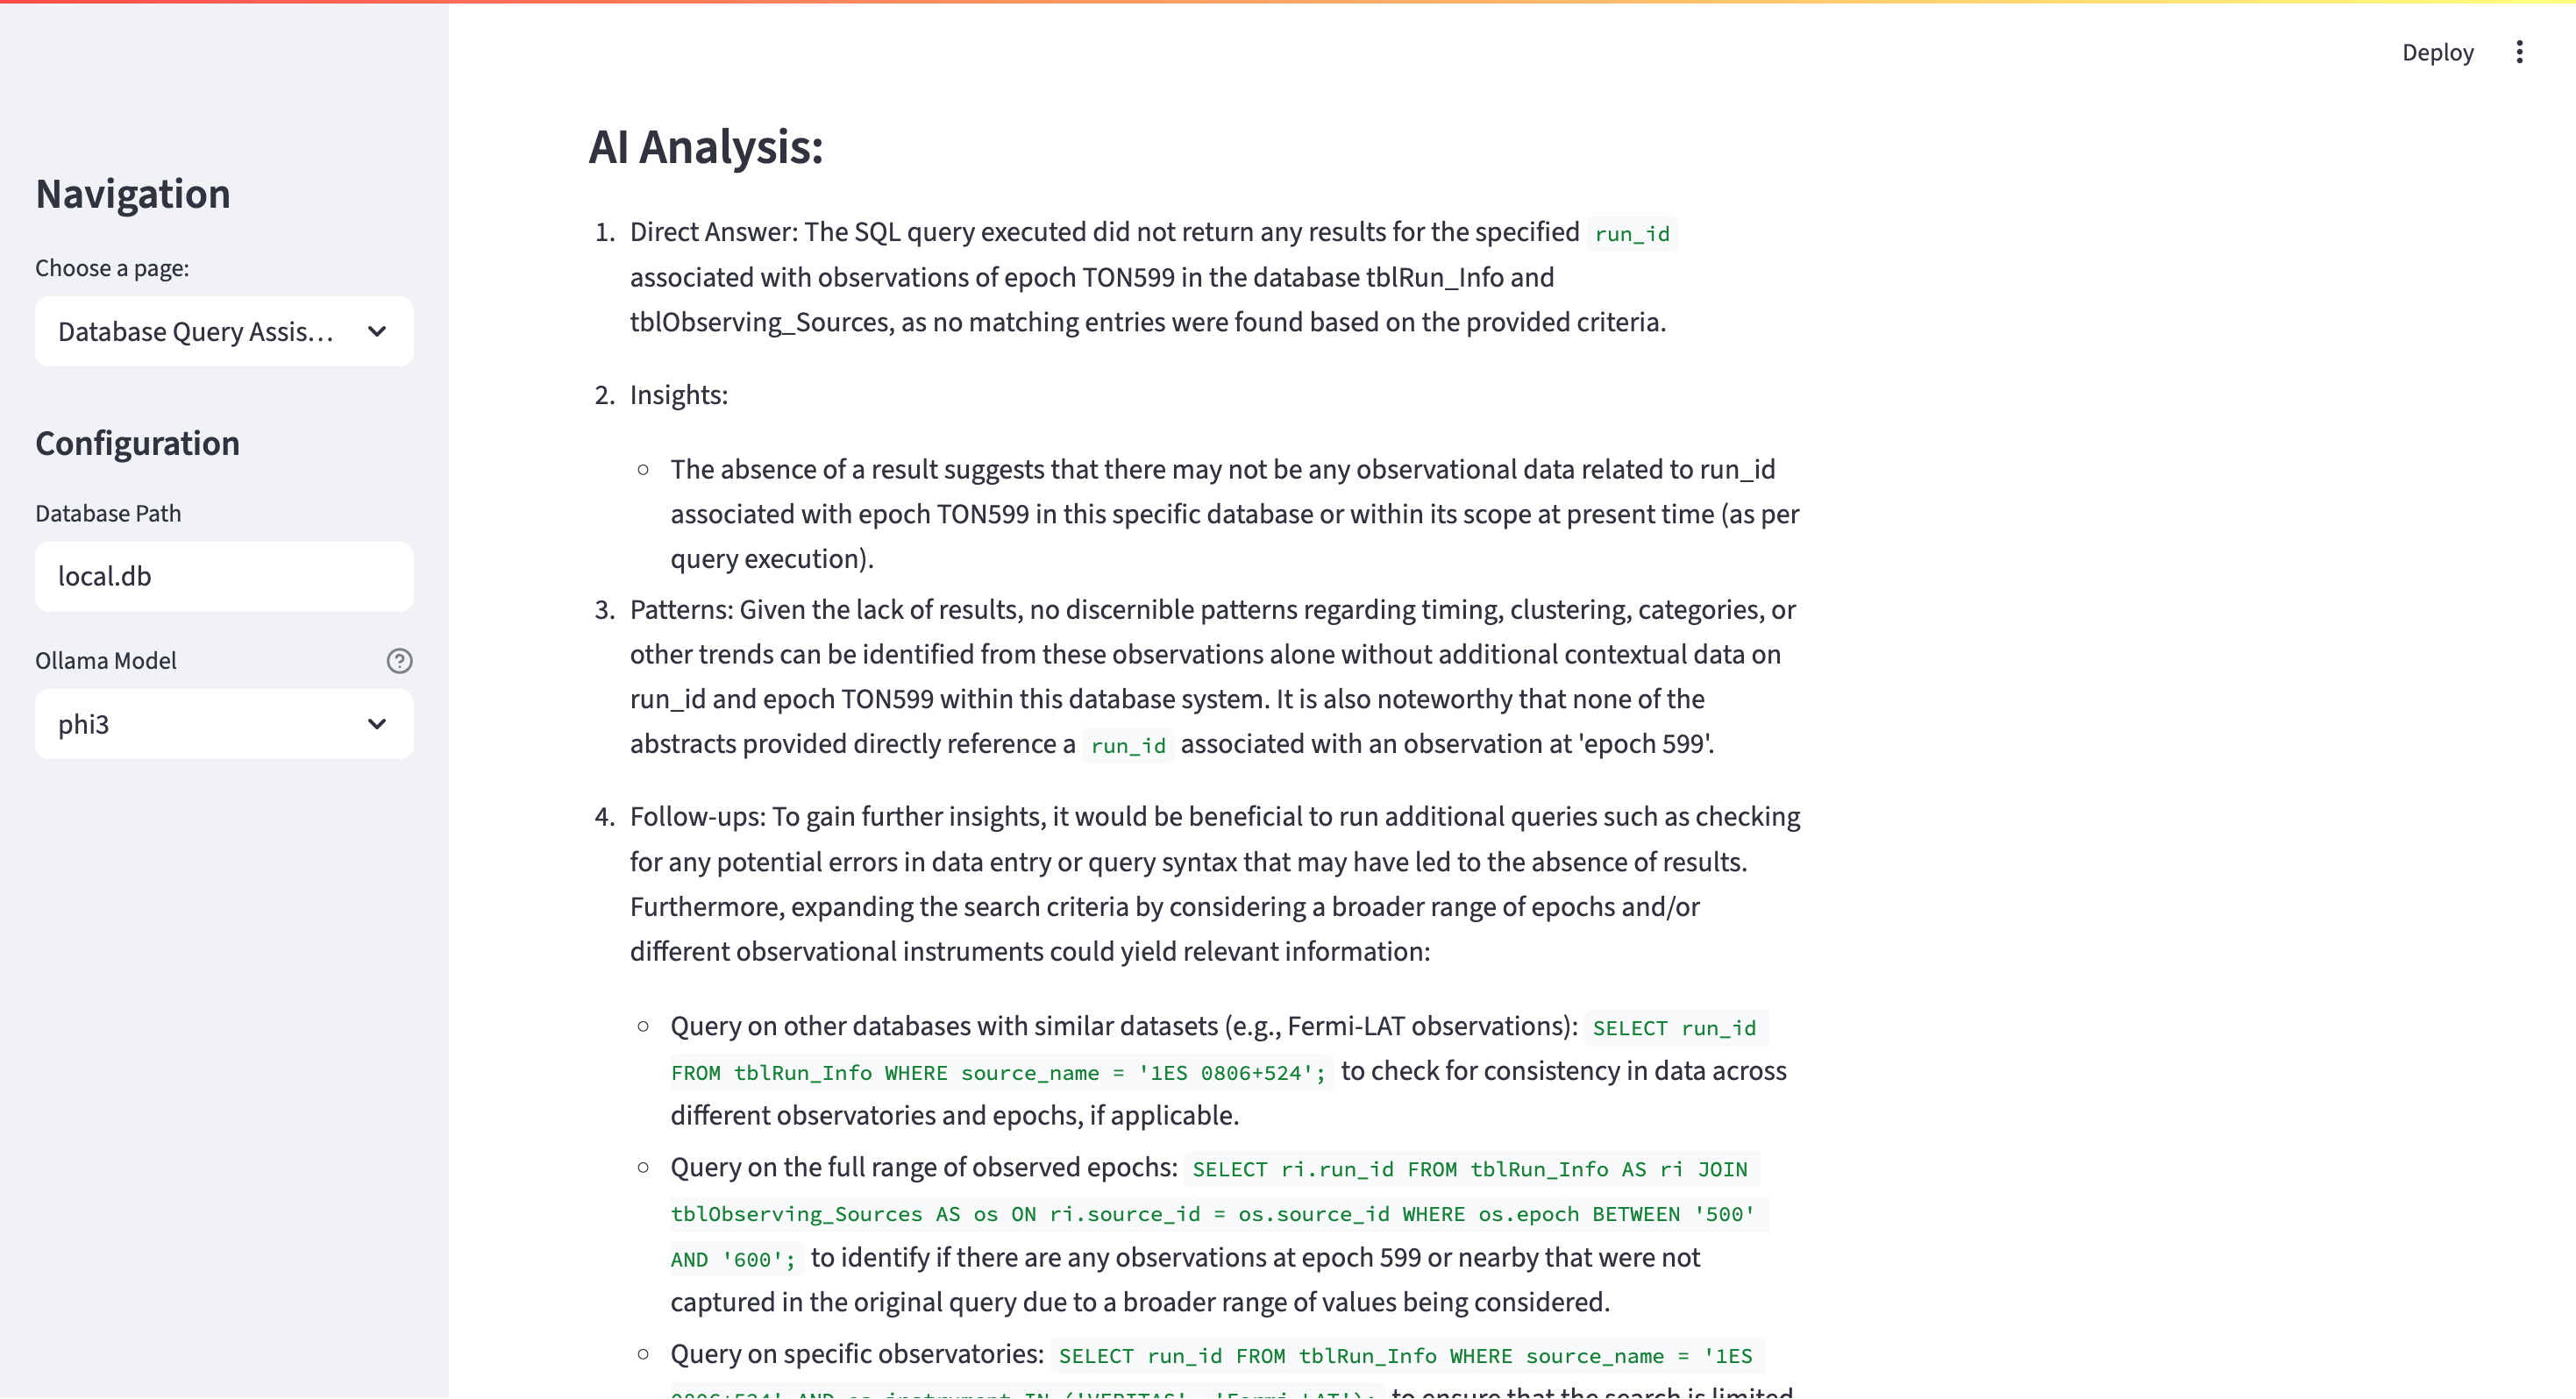 Deploy
Navigation
Choose a page:
Database Query Assis...
Configuration
Database Path
local.db
Ollama Model
phi3
AI Analysis:
1. Direct Answer: The SQL query executed did not return any results for the specified run_id
associated with observations of epoch TON599 in the database tblRun_Info and
tblObserving_Sources, as no matching entries were found based on the provided criteria.
2. Insights:
The absence of a result suggests that there may not be any observational data related to run_id
associated with epoch TON599 in this specific database or within its scope at present time (as per
query execution).
3. Patterns: Given the lack of results, no discernible patterns regarding timing, clustering, categories, or
other trends can be identified from these observations alone without additional contextual data on
run_id and epoch TON599 within this database system. It is also noteworthy that none of the
abstracts provided directly reference a run_id associated with an observation at 'epoch 599'.
4. Follow-ups: To gain further insights, it would be beneficial to run additional queries such as checking
for any potential errors in data entry or query syntax that may have led to the absence of results.
Furthermore, expanding the search criteria by considering a broader range of epochs and/or
different observational instruments could yield relevant information:
Query on other databases with similar datasets (e.g., Fermi-LAT observations): SELECT run_id
FROM tblRun_Info WHERE source_name = '1ES 0806+524'; to check for consistency in data across
different observatories and epochs, if applicable.
Query on the full range of observed epochs: SELECT ri.run_id FROM tblRun_Info AS ri JOIN
tblObserving_Sources AS os ON ri.source_id = os.source_id WHERE os.epoch BETWEEN '500'
AND '600'; to identify if there are any observations at epoch 599 or nearby that were not
captured in the original query due to a broader range of values being considered.
Query on specific observatories: SELECT run_id FROM tblRun_Info WHERE source_name = '1ES
to ensure that the search is limited